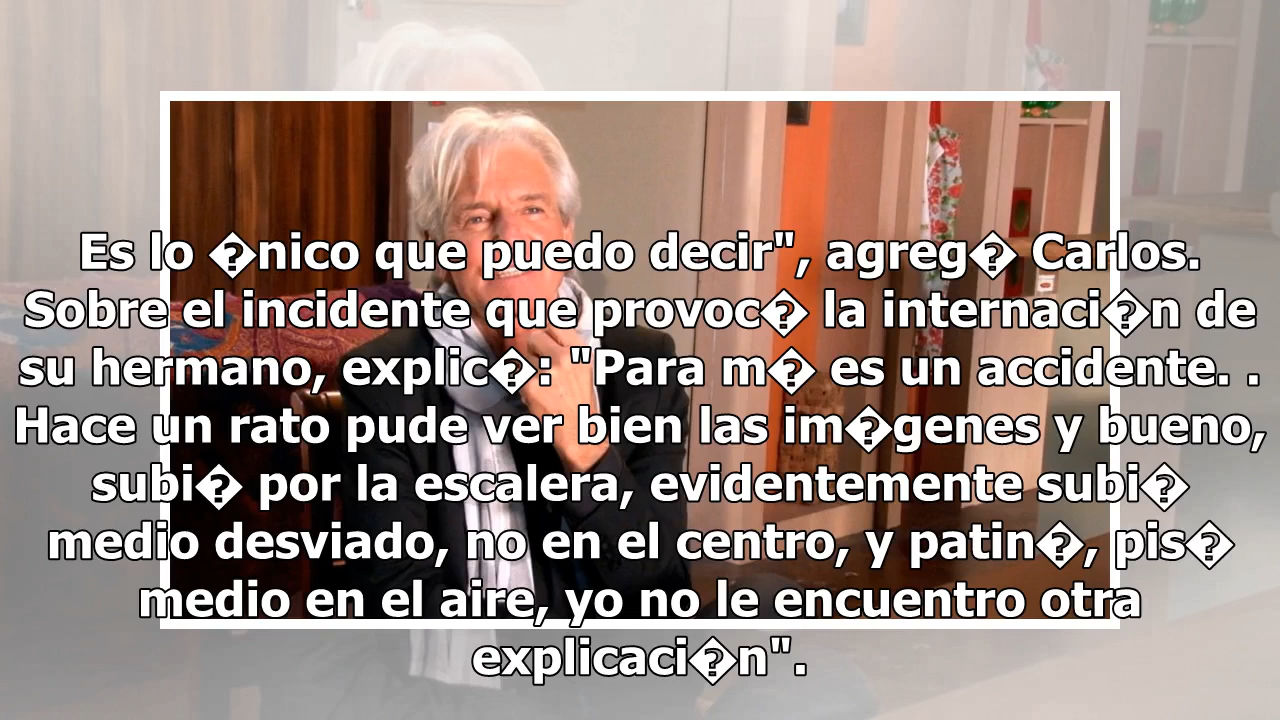 Es lo �nico que puedo decir", agreg� Carlos.
Sobre el incidente que provoc� la internaci�n de
su hermano, explic�: "Para m� es un accidente. .
Hace un rato pude ver bien las im�genes y bueno,
subi� por la escalera, evidentemente subi�
medio desviado, no en el centro, y patin�, pis�
medio en el aire, yo no le encuentro otra
explicaci�n".